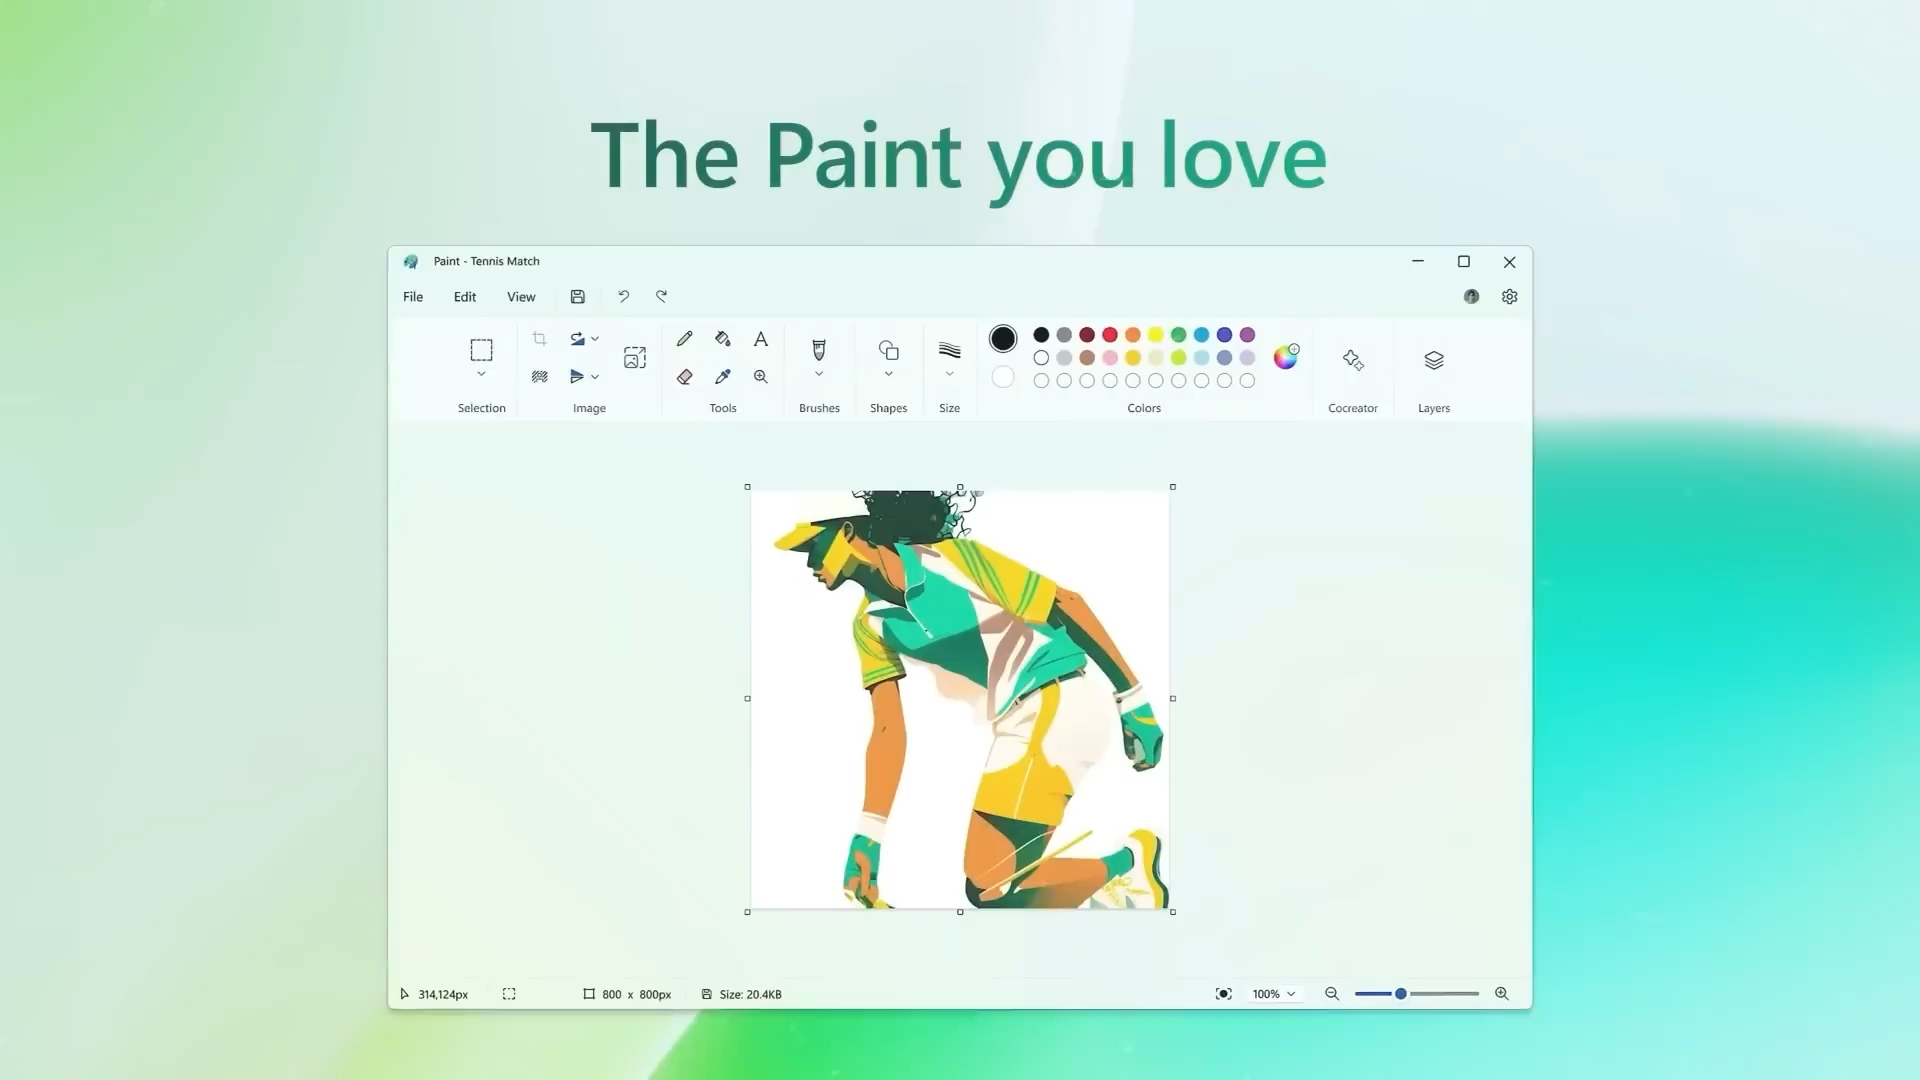 The Paint you love
Paint - Tennis Match
File Edit View
Selection Image Tools Brushes Shapes Size Colors Cocreator Layers
314,124px 800 x 800px Size: 20.4KB 100%